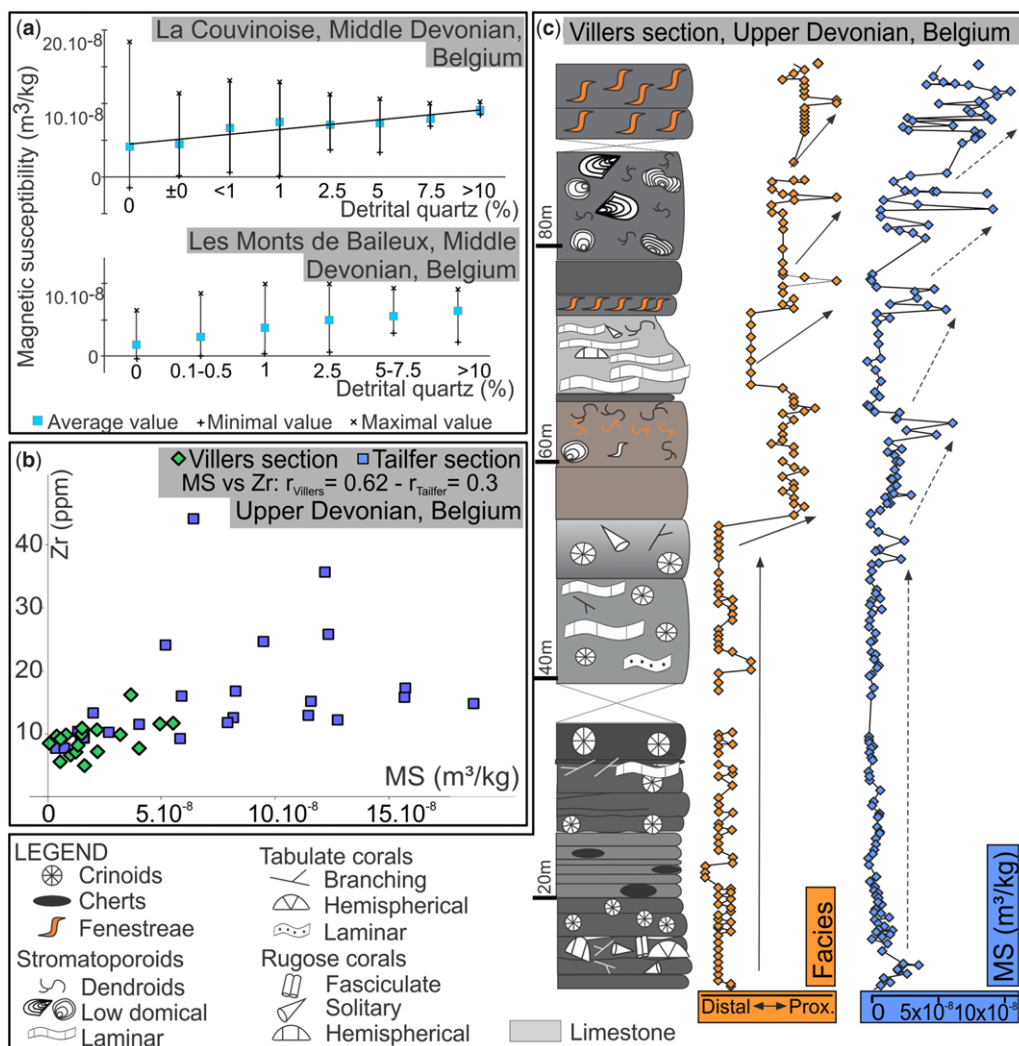 (a)
La Couvinoise, Middle Devonian,
Belgium
20.10⁻⁸
10.10⁻⁸
0
0 ±0 <1 1 2.5 5 7.5 >10
Detrital quartz (%)
Magnetic susceptibility (m³/kg)
Les Monts de Baileux, Middle
Devonian, Belgium
10.10⁻⁸
0
0 0.1-0.5 1 2.5 5-7.5 >10
Detrital quartz (%)
Average value Minimal value Maximal value
(b)
Villers section Tailfer section
MS vs Zr: rVillers= 0.62 - rTailfer= 0.3
Upper Devonian, Belgium
Zr (ppm)
40
20
10
MS (m³/kg)
0 5.10⁻⁸ 10.10⁻⁸ 15.10⁻⁸
LEGEND
Crinoids
Cherts
Fenestreae
Stromatoporoids
Dendroids
Low domical
Laminar
Tabulate corals
Branching
Hemispherical
Laminar
Rugose corals
Fasciculate
Solitary
Hemispherical
Limestone
(c)
Villers section, Upper Devonian, Belgium
80m
60m
40m
20m
Facies
Distal Prox.
MS (m³/kg)
0 5x10⁻⁸ 10x10⁻⁸